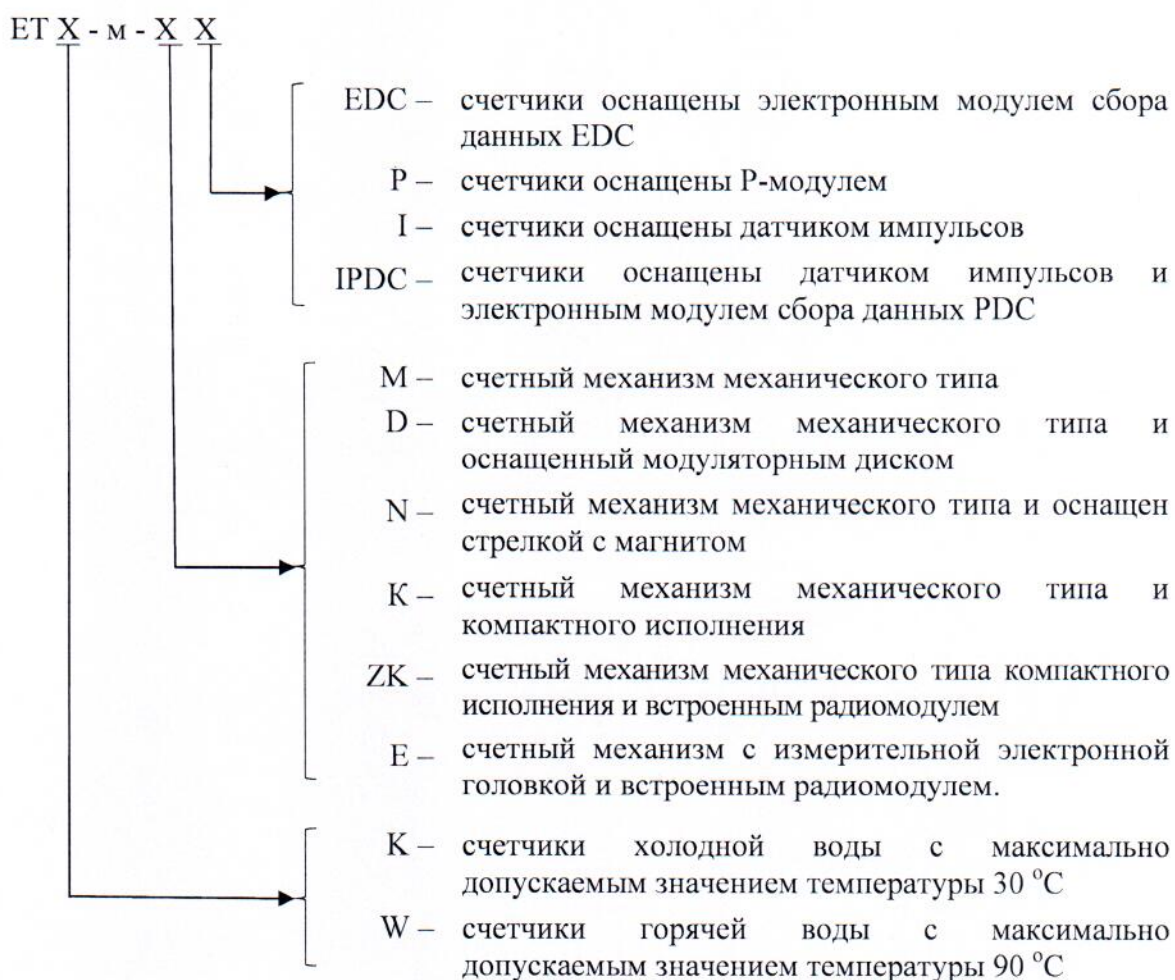 ET X - м - X X
EDC – счетчики оснащены электронным модулем сбора
данных EDC
P – счетчики оснащены Р-модулем
I – счетчики оснащены датчиком импульсов
IPDC – счетчики оснащены датчиком импульсов и
электронным модулем сбора данных PDC
M – счетный механизм механического типа
D – счетный механизм механического типа и
оснащенный модуляторным диском
N – счетный механизм механического типа и оснащен
стрелкой с магнитом
К – счетный механизм механического типа и
компактного исполнения
ZK – счетный механизм механического типа компактного
исполнения и встроенным радиомодулем
E – счетный механизм с измерительной электронной
головкой и встроенным радиомодулем.
K – счетчики холодной воды с максимально
допускаемым значением температуры 30 °С
W – счетчики горячей воды с максимально
допускаемым значением температуры 90 °С